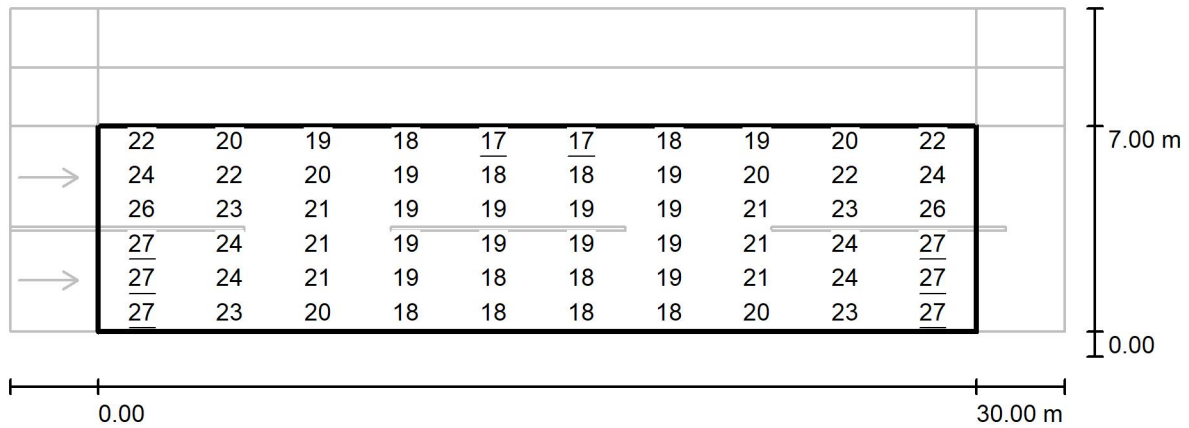 22 20 19 18 17 17 18 19 20 22
7.00 m
24 22 20 19 18 18 19 20 22 24
26 23 21 19 19 19 19 21 23 26
27 24 21 19 19 19 19 21 24 27
27 24 21 19 18 18 19 21 24 27
27 23 20 18 18 18 18 20 23 27
0.00
0.00 30.00 m